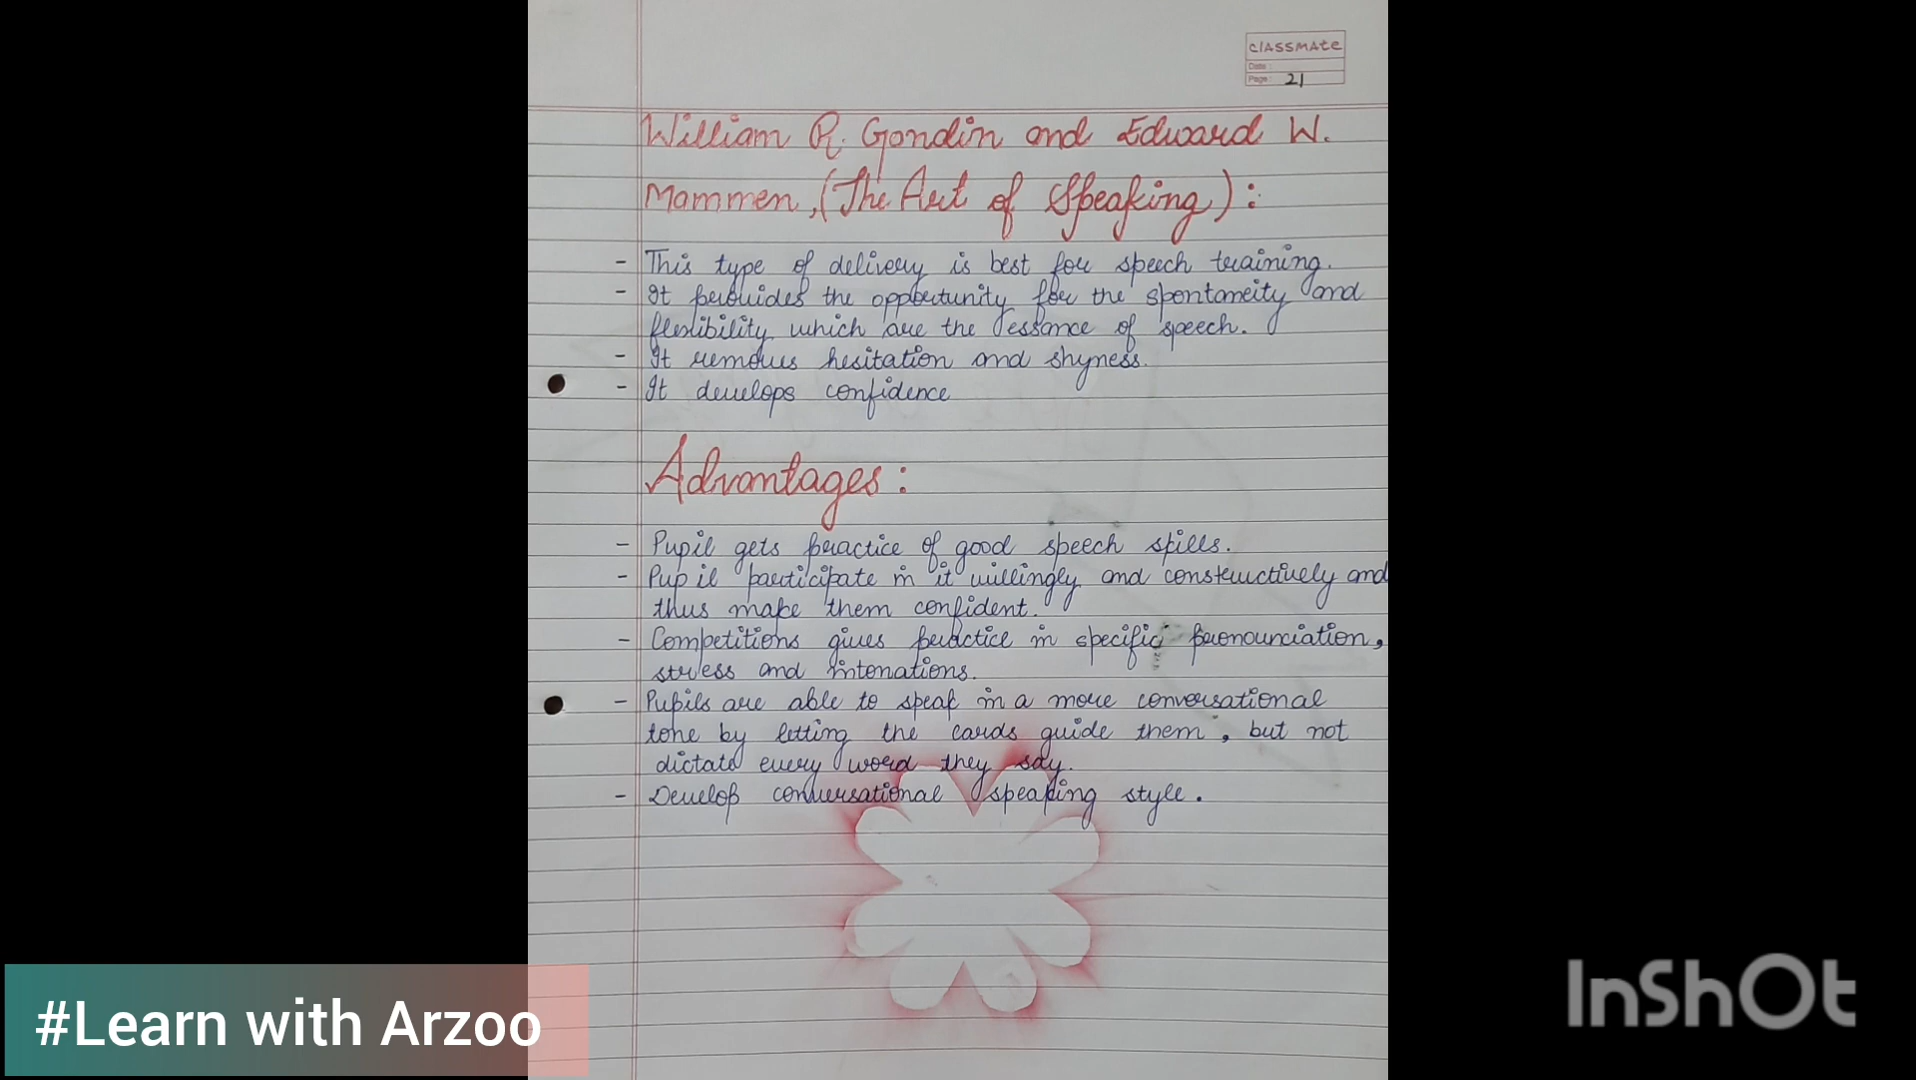 classmate
Date :
Page : 21
William R. Gondin and Edward W.
Mammen, (The Art of Speaking) :
- This type of delivery is best for speech training.
- It provides the opportunity for the spontaneity and
flexibility which are the essance of speech.
- It removes hesitation and shyness.
- It develops confidence
Advantages :
- Pupil gets practice of good speech skills.
- Pupil participate in it willingly and constructively and
thus make them confident.
- Competitions gives practice in specific pronounciation,
stress and intonations.
- Pupils are able to speak in a more conversational
tone by letting the cards guide them, but not
dictate every word they say.
- Develop conversational speaking style.
#Learn with Arzoo
InShOt